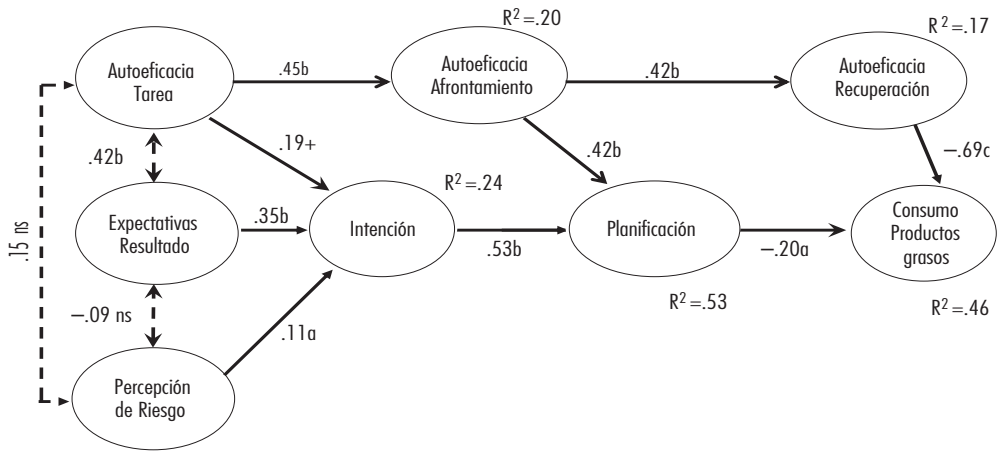 R² =.20
R² =.17
Autoeficacia
Tarea
.45b
Autoeficacia
Afrontamiento
.42b
Autoeficacia
Recuperación
.42b
.19+
.42b
–.69c
R² =.24
Expectativas
Resultado
.35b
Intención
.53b
Planificación
–.20a
Consumo
Productos
grasos
.15 ns
–.09 ns
.11a
R² =.53
R² =.46
Percepción
de Riesgo